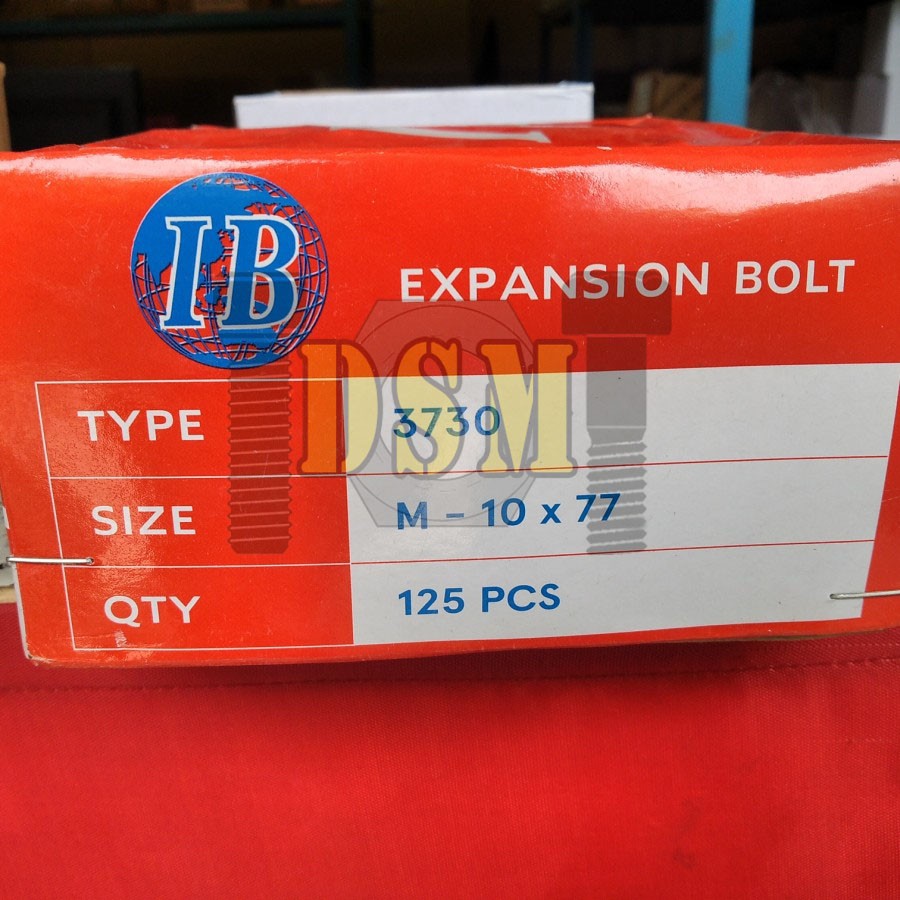 IB
EXPANSION BOLT
DSM
TYPE 3730
SIZE M - 10 x 77
QTY 125 PCS